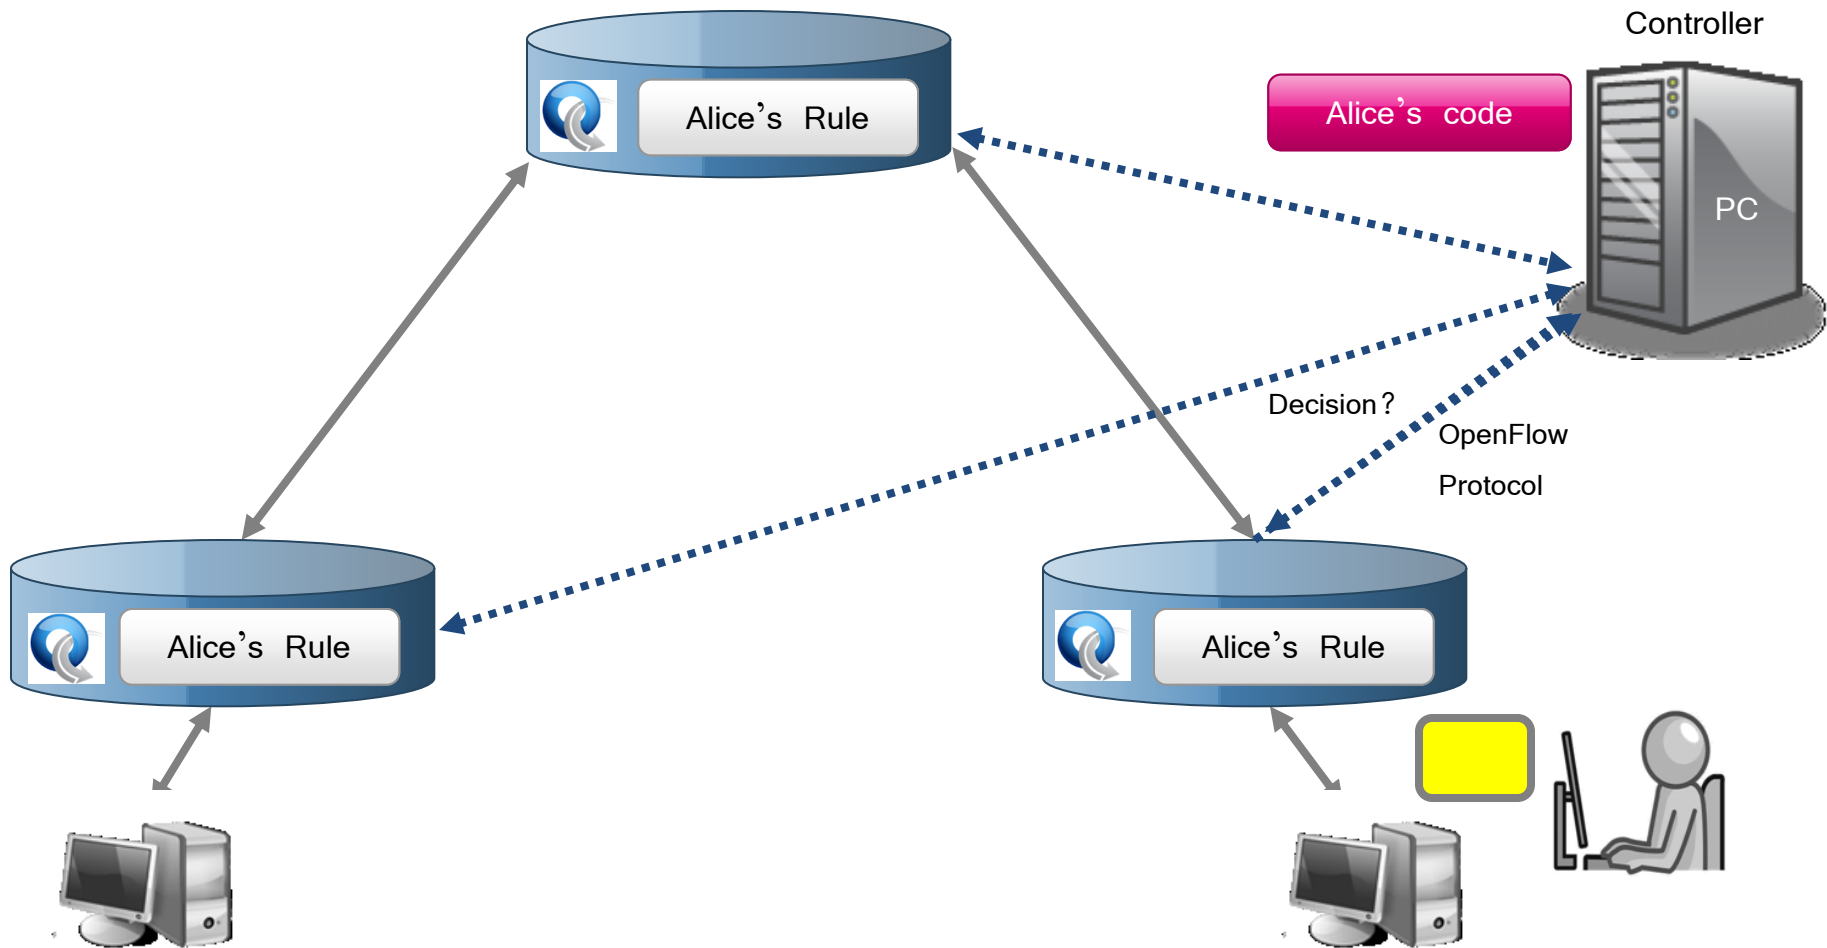 Controller
Alice’s Rule
Alice’s code
PC
Decision？
OpenFlow
Protocol
Alice’s Rule
Alice’s Rule